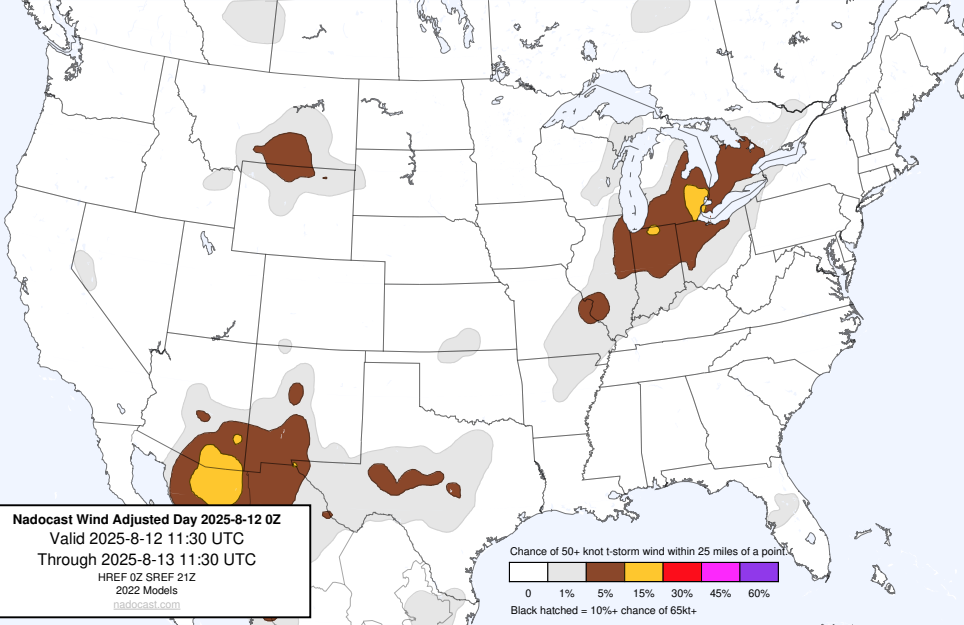 Nadocast Wind Adjusted Day 2025-8-12 0Z
Valid 2025-8-12 11:30 UTC
Through 2025-8-13 11:30 UTC
HREF 0Z SREF 21Z
2022 Models
nadocast.com
Chance of 50+ knot t-storm wind within 25 miles of a point.
0 1% 5% 15% 30% 45% 60%
Black hatched = 10%+ chance of 65kt+